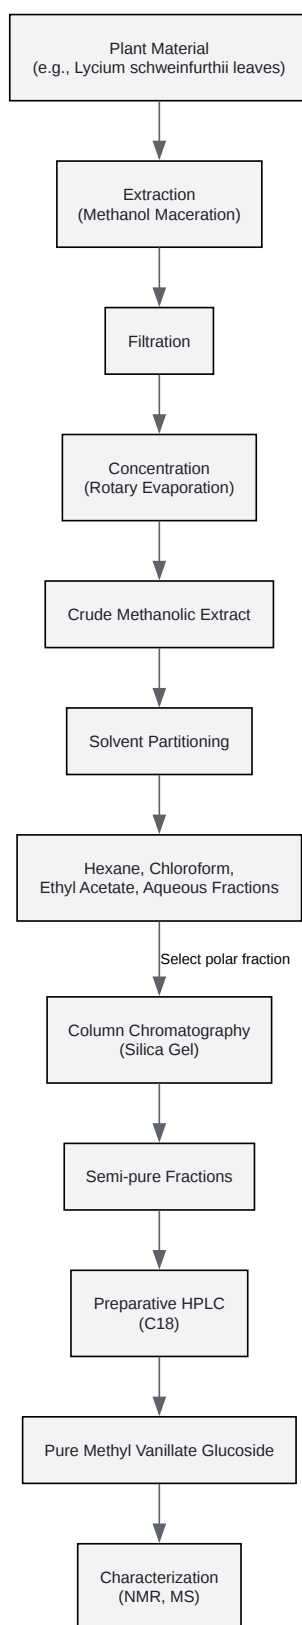 Plant Material
(e.g., Lycium schweinfurthii leaves)
Extraction
(Methanol Maceration)
Filtration
Concentration
(Rotary Evaporation)
Crude Methanolic Extract
Solvent Partitioning
Hexane, Chloroform,
Ethyl Acetate, Aqueous Fractions
Select polar fraction
Column Chromatography
(Silica Gel)
Semi-pure Fractions
Preparative HPLC
(C18)
Pure Methyl Vanillate Glucoside
Characterization
(NMR, MS)